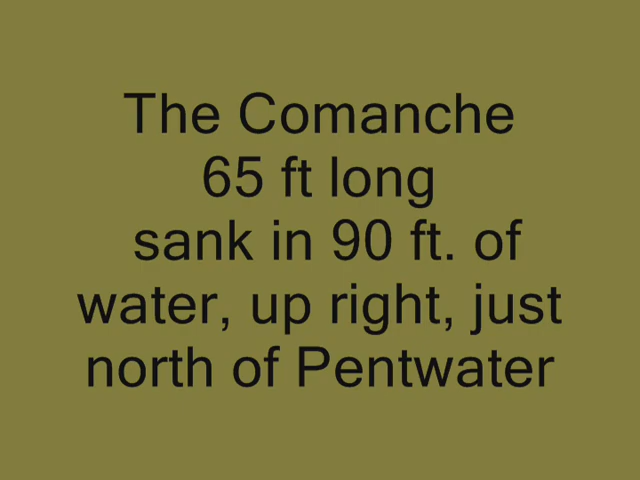 The Comanche
65 ft long
sank in 90 ft. of
water, up right, just
north of Pentwater